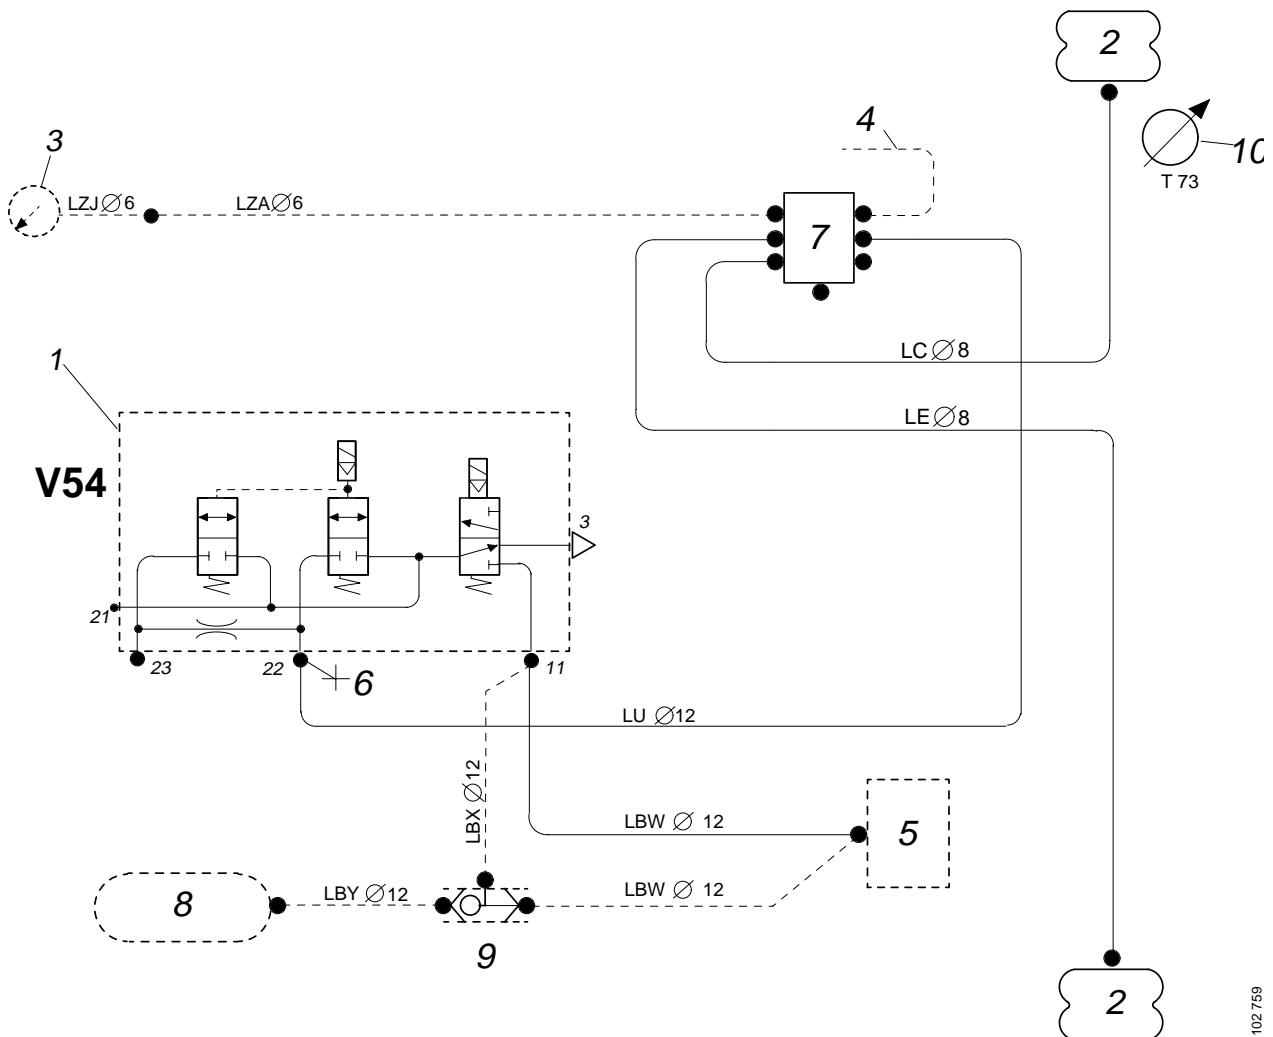 2
4
3
10
LZJ∅6
LZA∅6
T 73
7
1
LC∅8
LE∅8
V54
3
21
23
22
6
11
LU ∅12
LBX ∅12
LBW ∅ 12
5
LBY ∅12
LBW ∅ 12
8
9
2
102 759